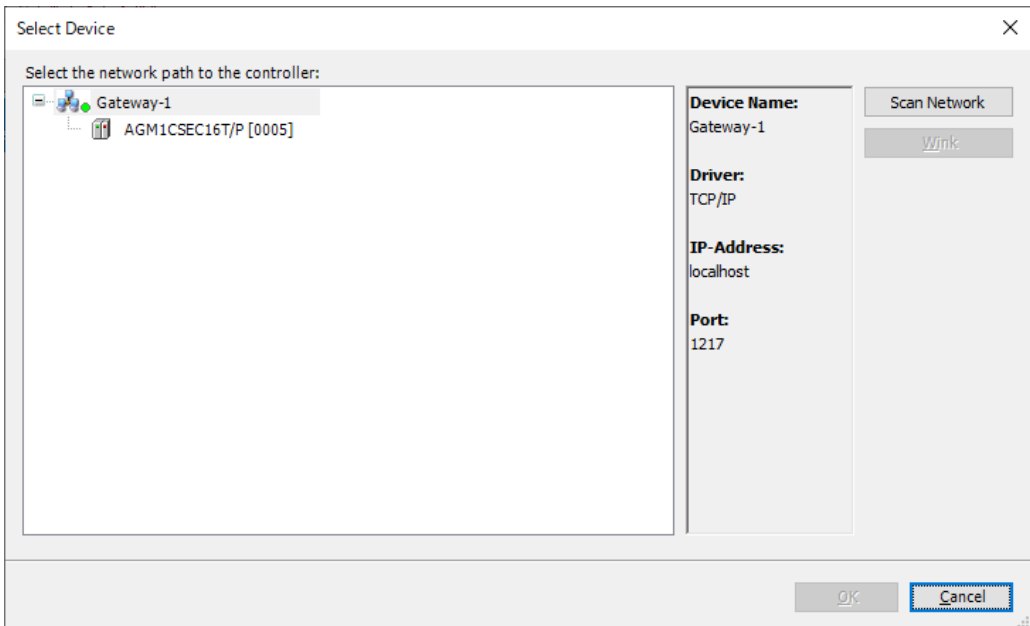 Select Device
Select the network path to the controller:
Gateway-1
AGM1CSEC16T/P [0005]
Device Name:
Gateway-1
Driver:
TCP/IP
IP-Address:
localhost
Port:
1217
Scan Network
Wink
OK
Cancel